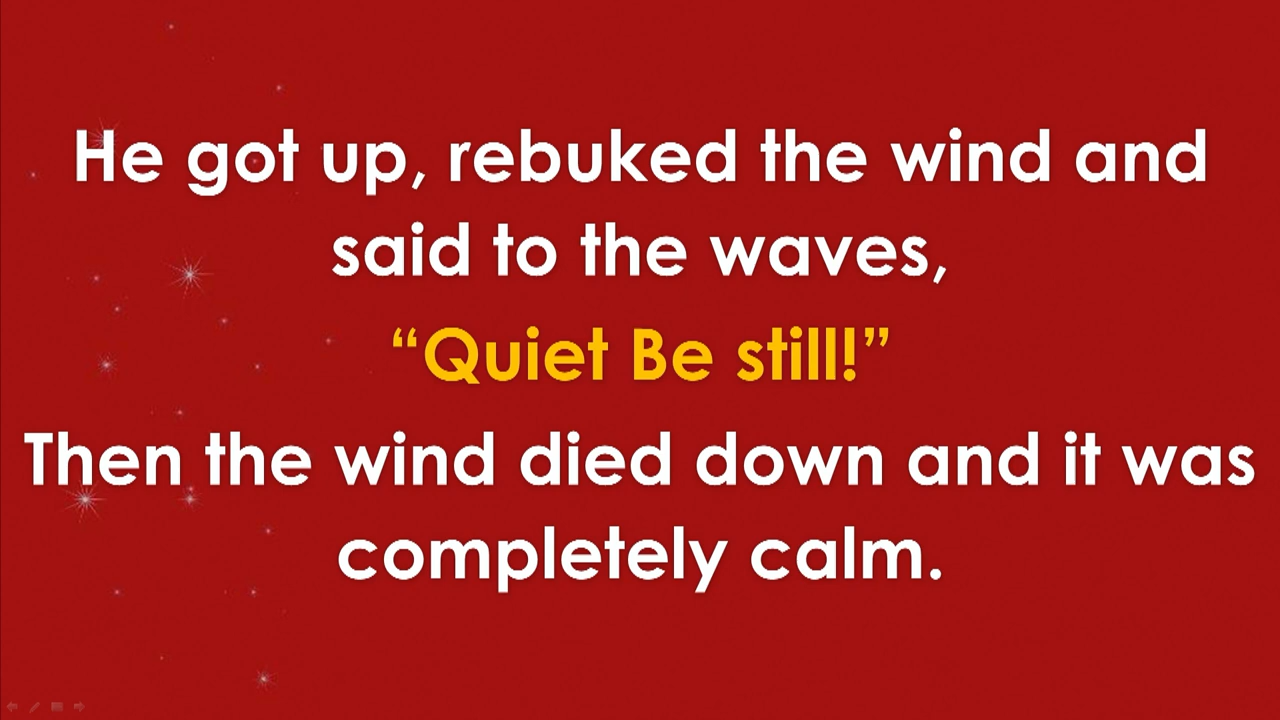 He got up, rebuked the wind and
said to the waves,
“Quiet Be still!”
Then the wind died down and it was
completely calm.